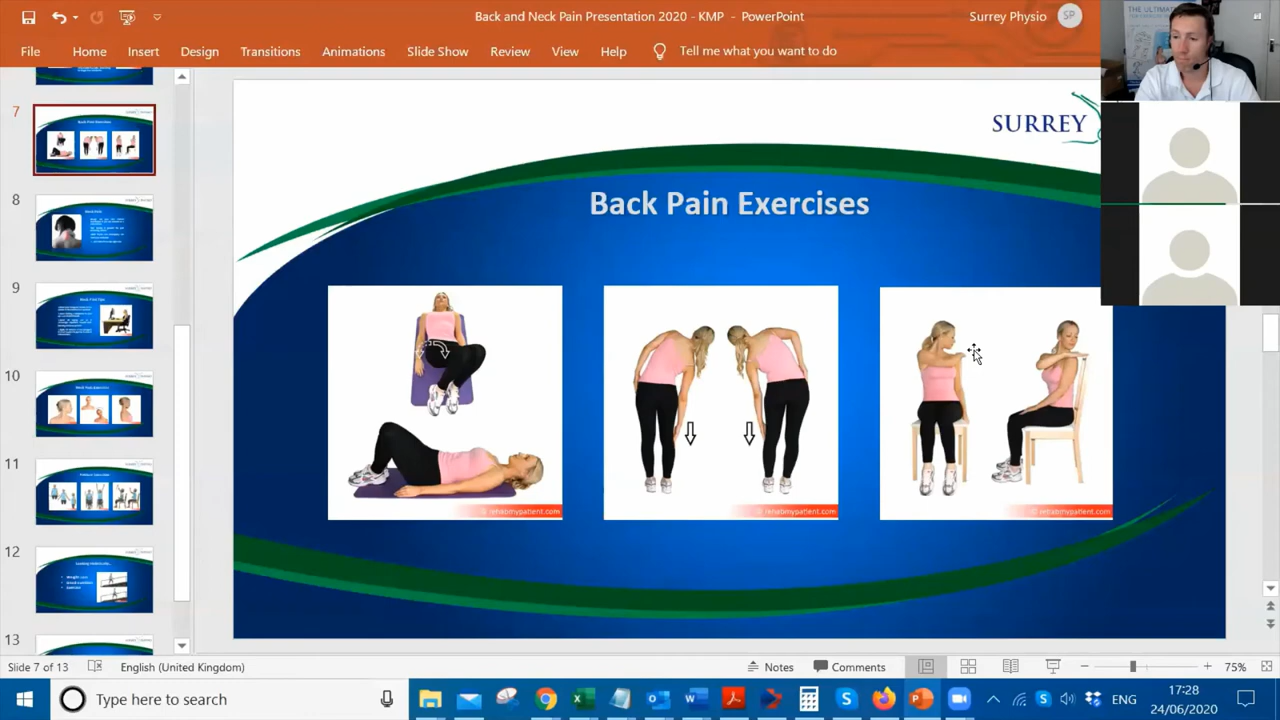 Back and Neck Pain Presentation 2020 - KMP - PowerPoint
Surrey Physio
SP
File Home Insert Design Transitions Animations Slide Show Review View Help Tell me what you want to do
7
8
9
10
11
12
13
SURREY
Back Pain Exercises
© rehabmypatient.com
© rehabmypatient.com
© rehabmypatient.com
Slide 7 of 13 English (United Kingdom) Notes Comments 75%
Type here to search
ENG
17:28
24/06/2020